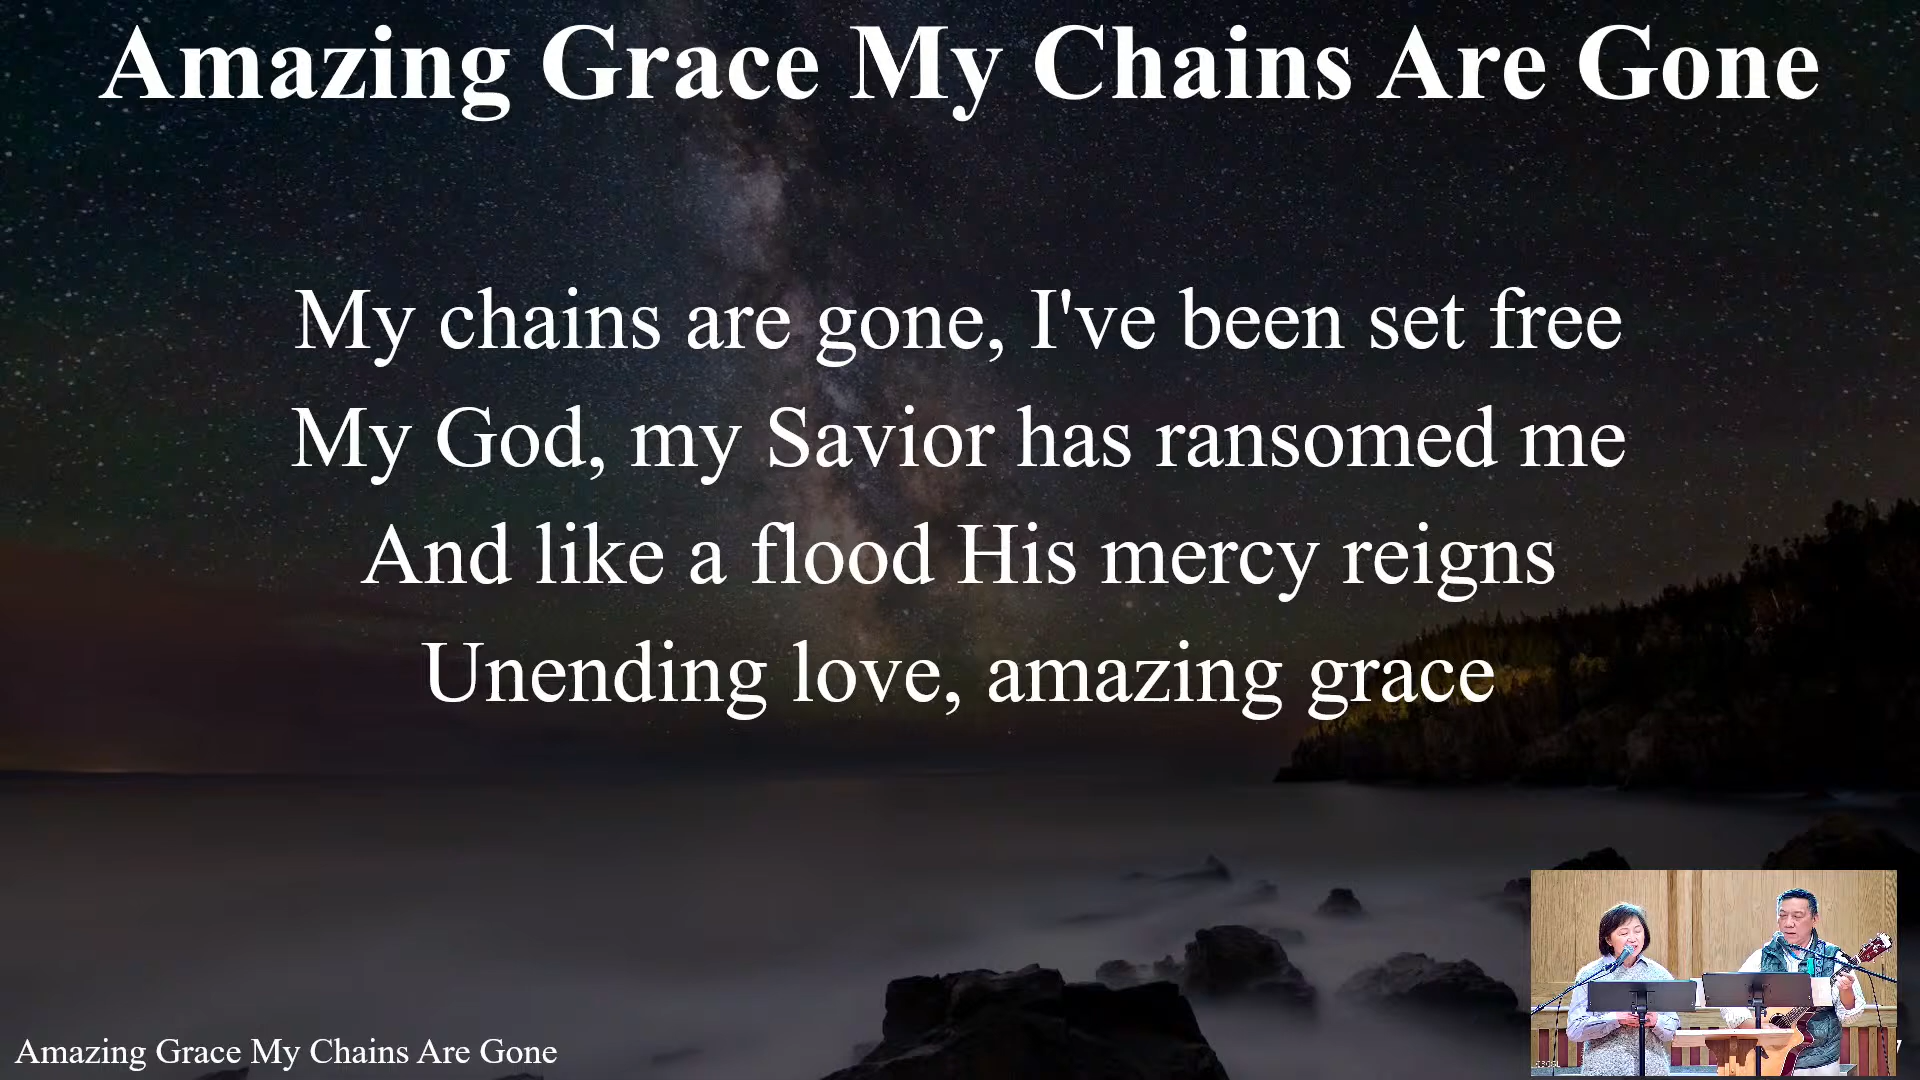 Amazing Grace My Chains Are Gone
My chains are gone, I've been set free
My God, my Savior has ransomed me
And like a flood His mercy reigns
Unending love, amazing grace
Amazing Grace My Chains Are Gone